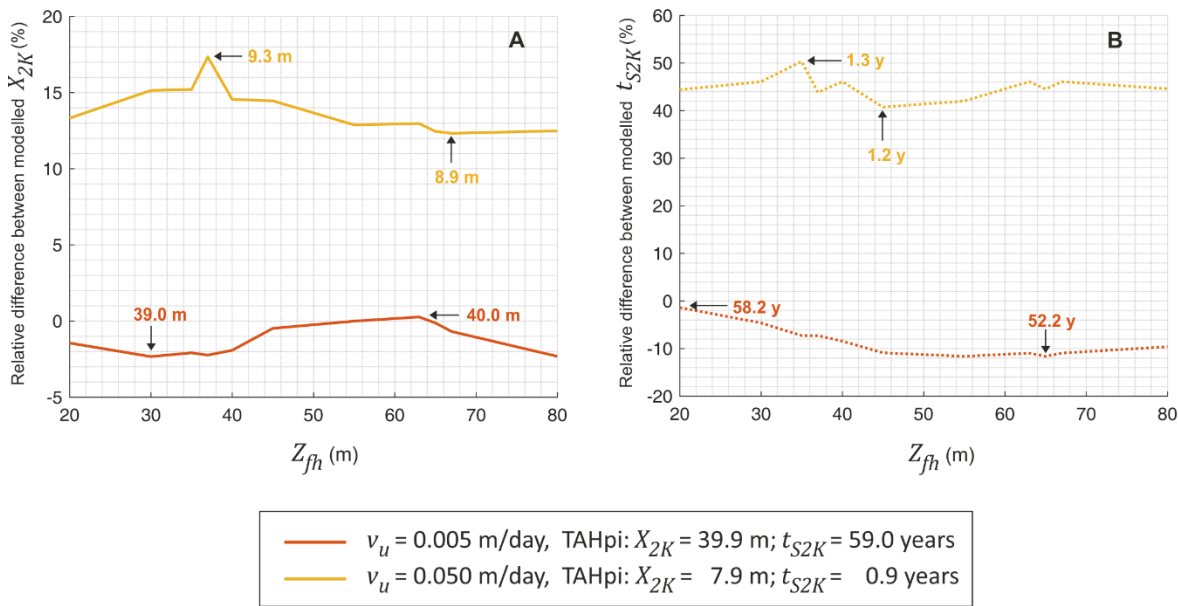 Relative difference between modelled X2K (%)
20
15
10
5
0
-5
A
9.3 m
8.9 m
39.0 m
40.0 m
20 30 40 50 60 70 80
Zfh (m)
Relative difference between modelled tS2K (%)
60
50
40
30
20
10
0
-10
-20
B
1.3 y
1.2 y
58.2 y
52.2 y
20 30 40 50 60 70 80
Zfh (m)
vu = 0.005 m/day, TAHpi: X2K = 39.9 m; tS2K = 59.0 years
vu = 0.050 m/day, TAHpi: X2K = 7.9 m; tS2K = 0.9 years